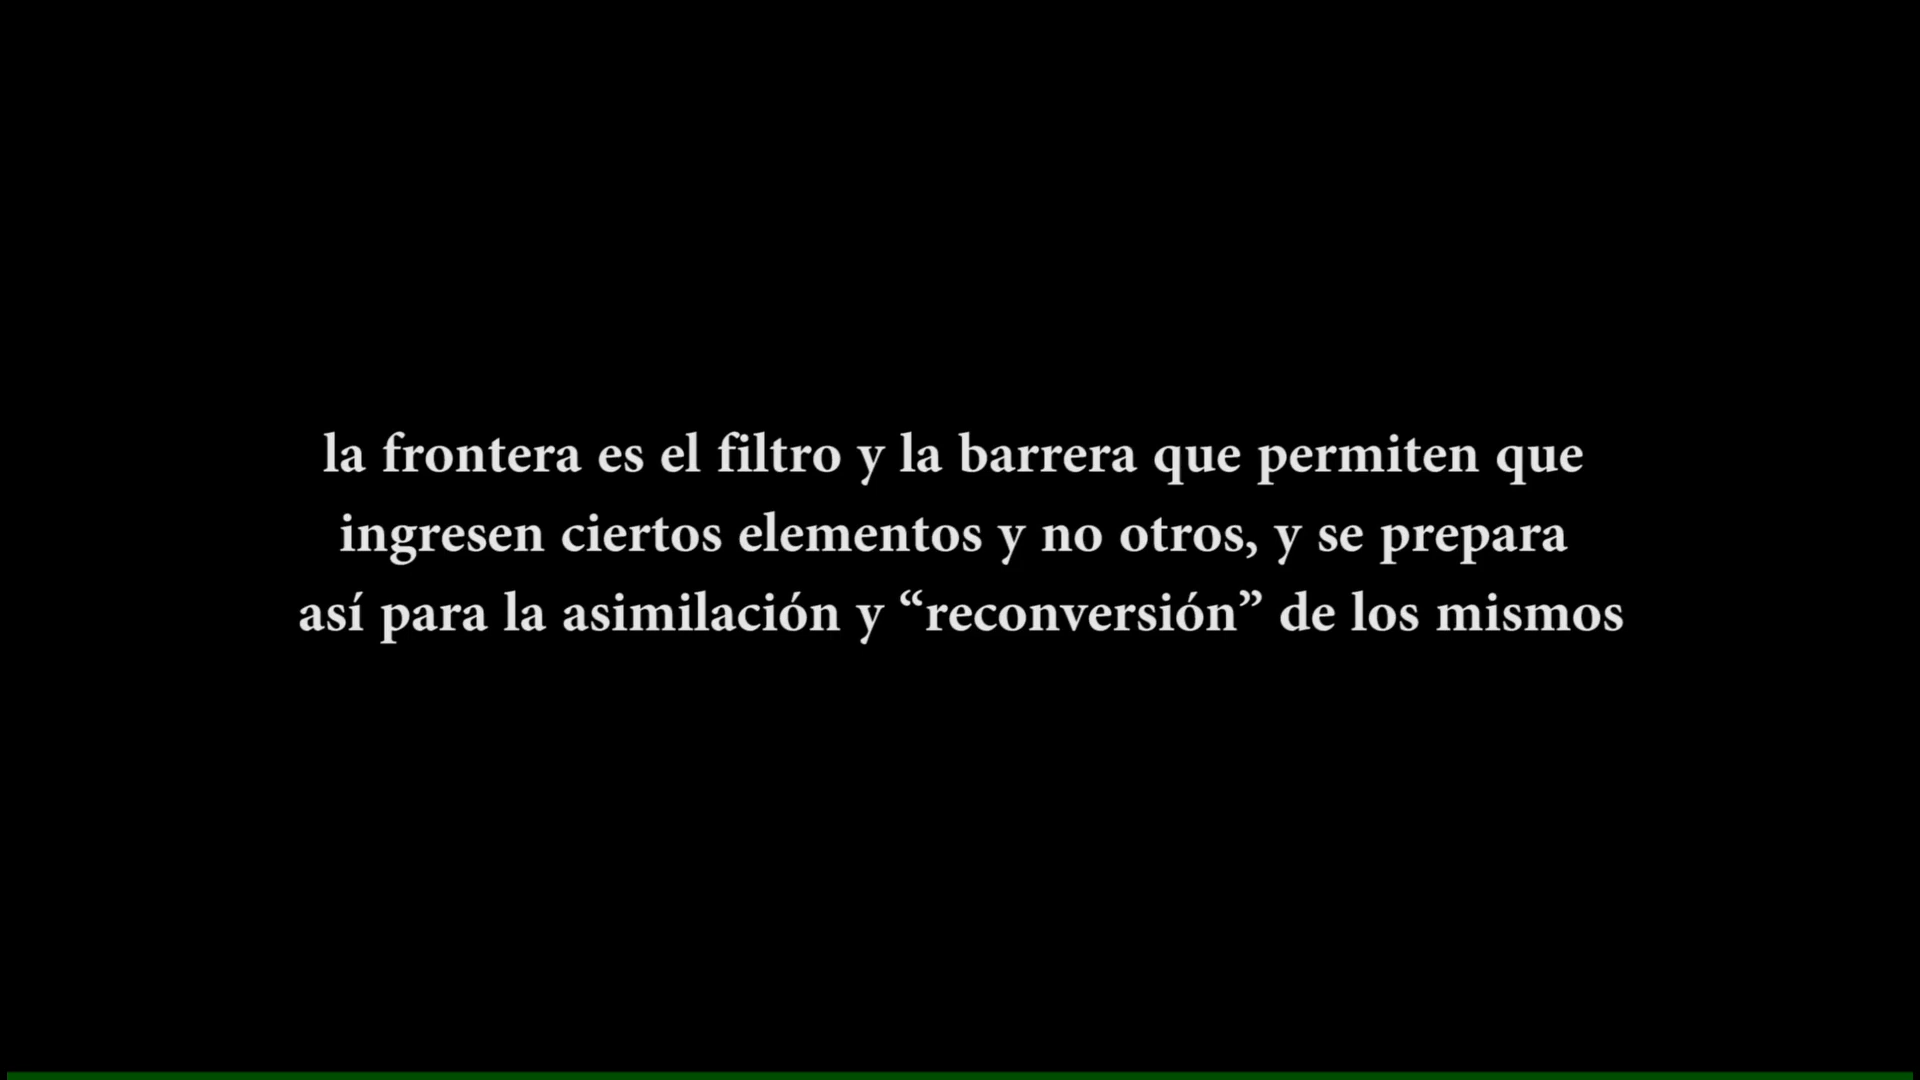 la frontera es el filtro y la barrera que permiten que
ingresen ciertos elementos y no otros, y se prepara
así para la asimilación y “reconversión” de los mismos